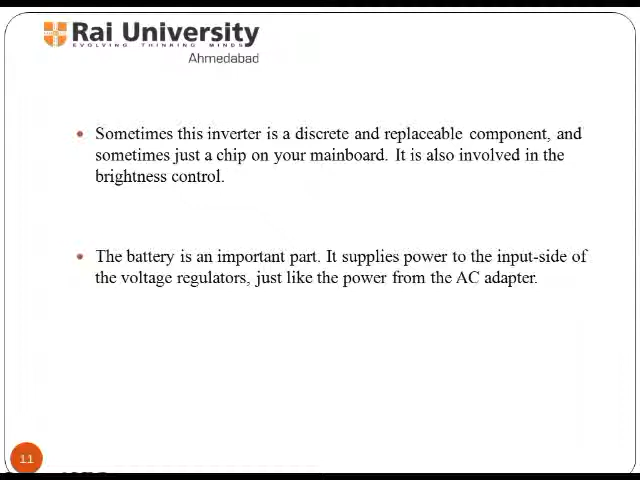 Rai University
EVOLVING THINKING MINDS
Ahmedabad
• Sometimes this inverter is a discrete and replaceable component, and
sometimes just a chip on your mainboard. It is also involved in the
brightness control.
• The battery is an important part. It supplies power to the input-side of
the voltage regulators, just like the power from the AC adapter.
11